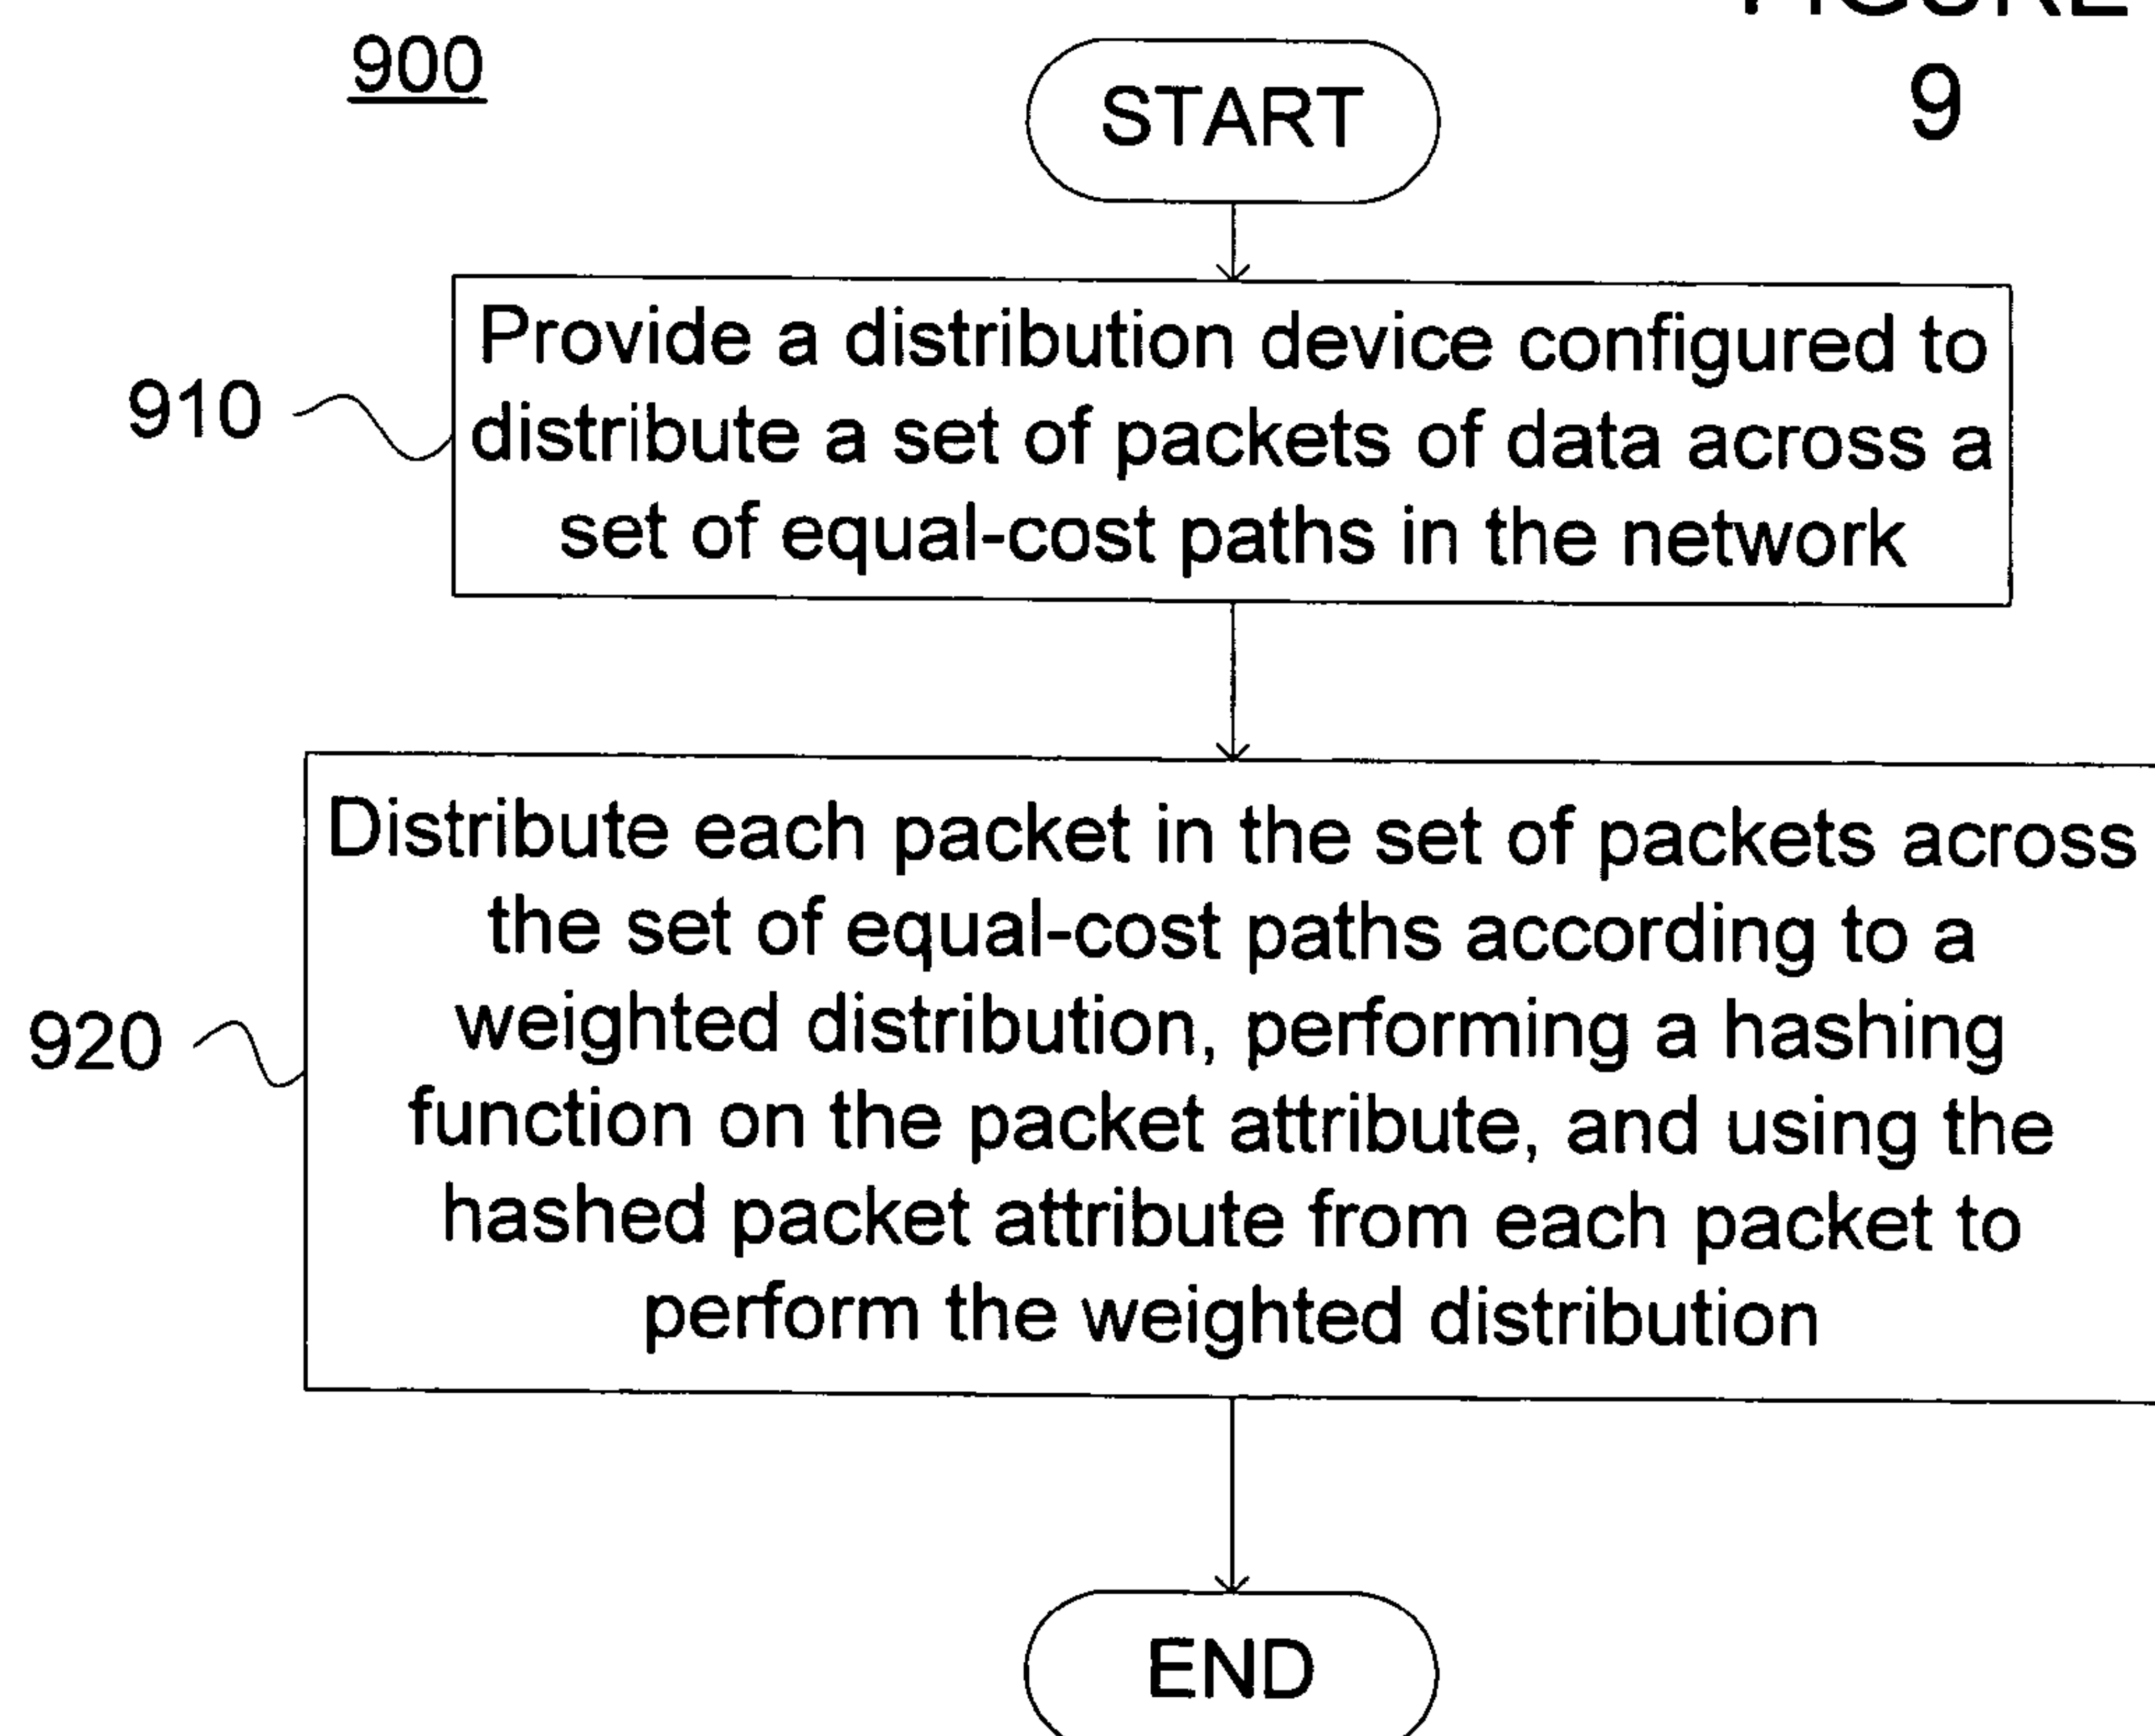 FIGURE
9
900
START
Provide a distribution device configured to
distribute a set of packets of data across a
set of equal-cost paths in the network
910
Distribute each packet in the set of packets across
the set of equal-cost paths according to a
weighted distribution, performing a hashing
function on the packet attribute, and using the
hashed packet attribute from each packet to
perform the weighted distribution
920
END